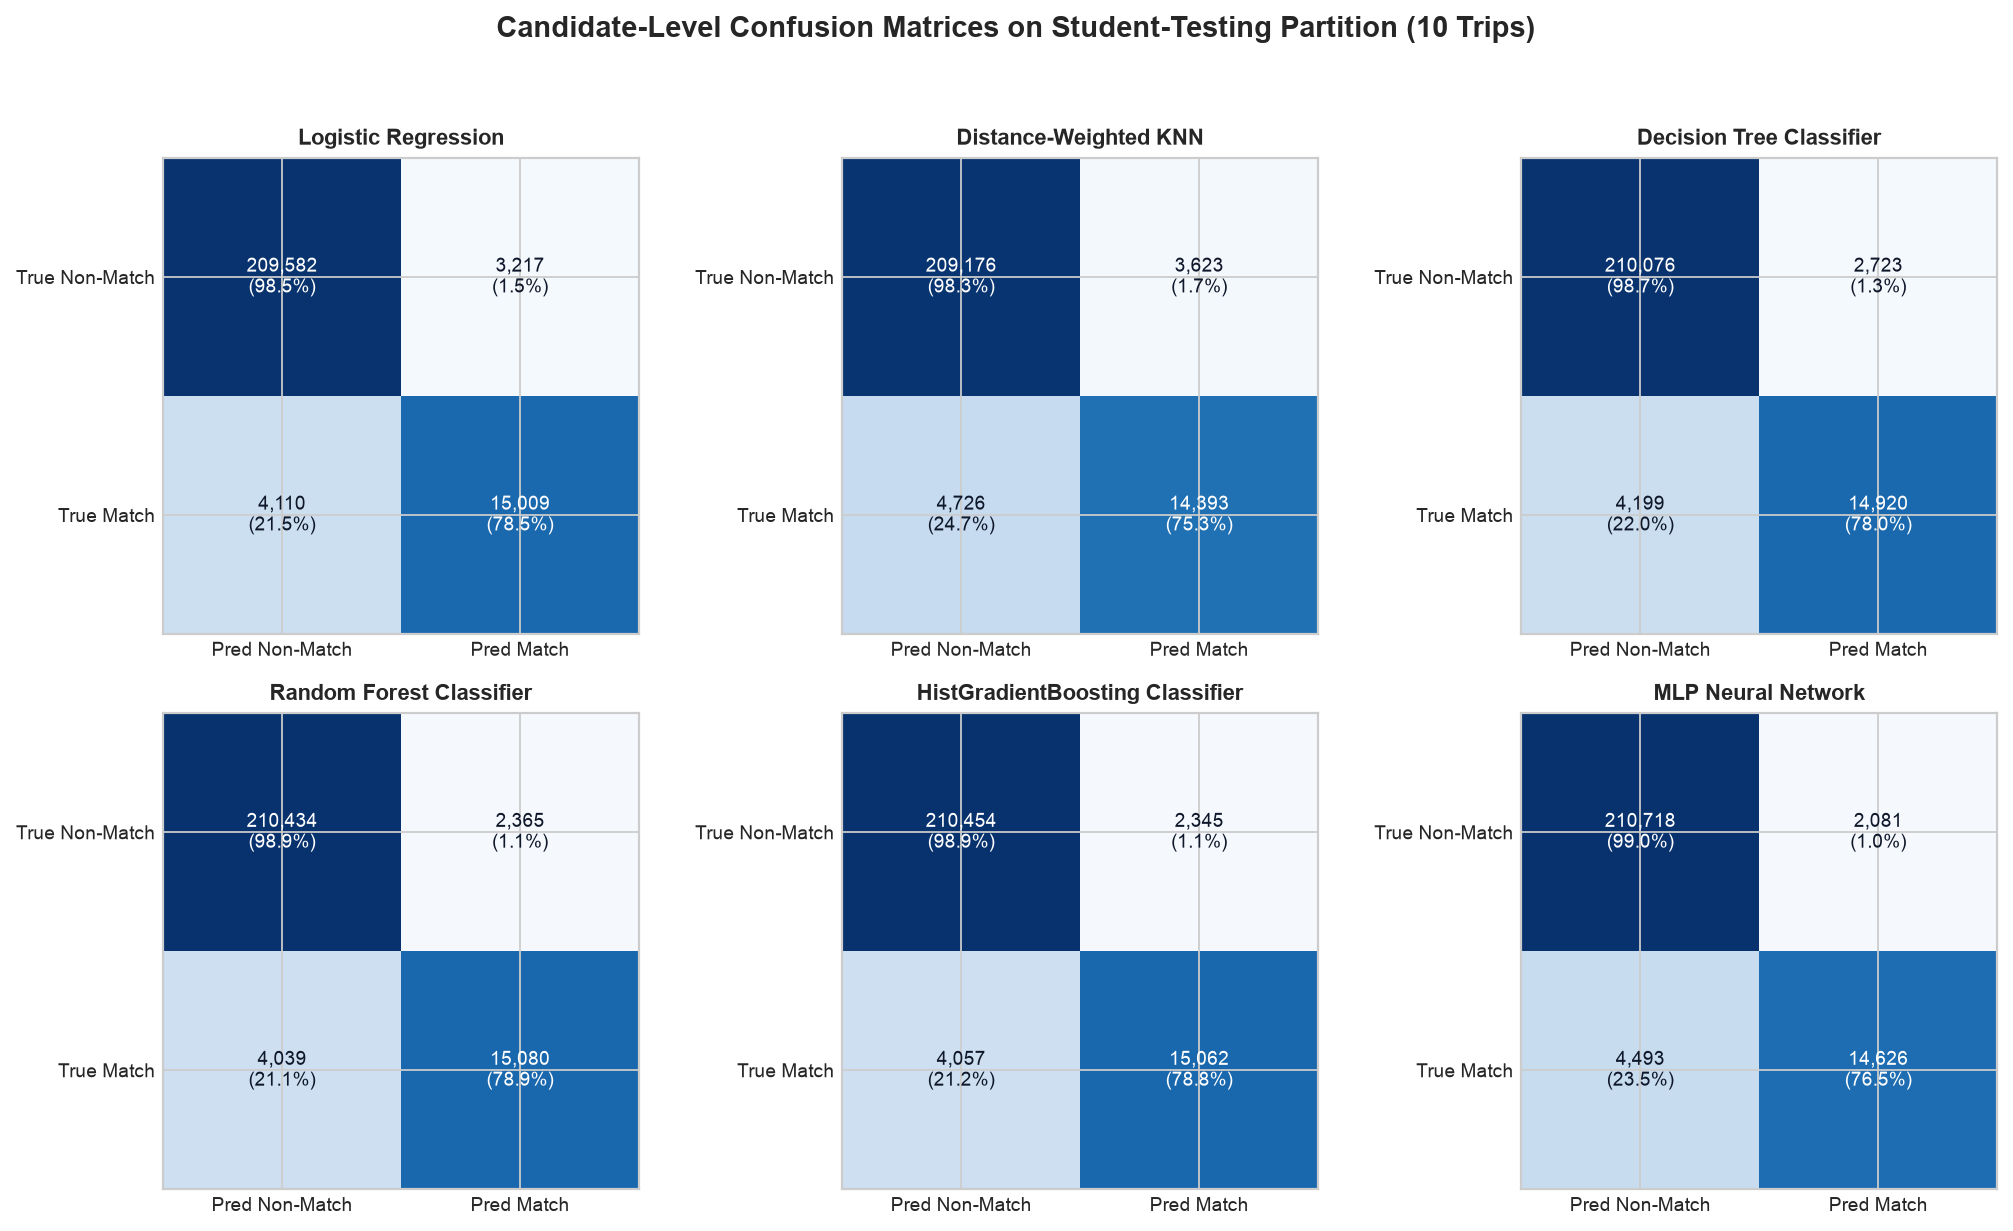 Candidate-Level Confusion Matrices on Student-Testing Partition (10 Trips)
Logistic Regression
True Non-Match
209,582
(98.5%)
3,217
(1.5%)
True Match
4,110
(21.5%)
15,009
(78.5%)
Pred Non-Match
Pred Match
Distance-Weighted KNN
True Non-Match
209,176
(98.3%)
3,623
(1.7%)
True Match
4,726
(24.7%)
14,393
(75.3%)
Pred Non-Match
Pred Match
Decision Tree Classifier
True Non-Match
210,076
(98.7%)
2,723
(1.3%)
True Match
4,199
(22.0%)
14,920
(78.0%)
Pred Non-Match
Pred Match
Random Forest Classifier
True Non-Match
210,434
(98.9%)
2,365
(1.1%)
True Match
4,039
(21.1%)
15,080
(78.9%)
Pred Non-Match
Pred Match
HistGradientBoosting Classifier
True Non-Match
210,454
(98.9%)
2,345
(1.1%)
True Match
4,057
(21.2%)
15,062
(78.8%)
Pred Non-Match
Pred Match
MLP Neural Network
True Non-Match
210,718
(99.0%)
2,081
(1.0%)
True Match
4,493
(23.5%)
14,626
(76.5%)
Pred Non-Match
Pred Match